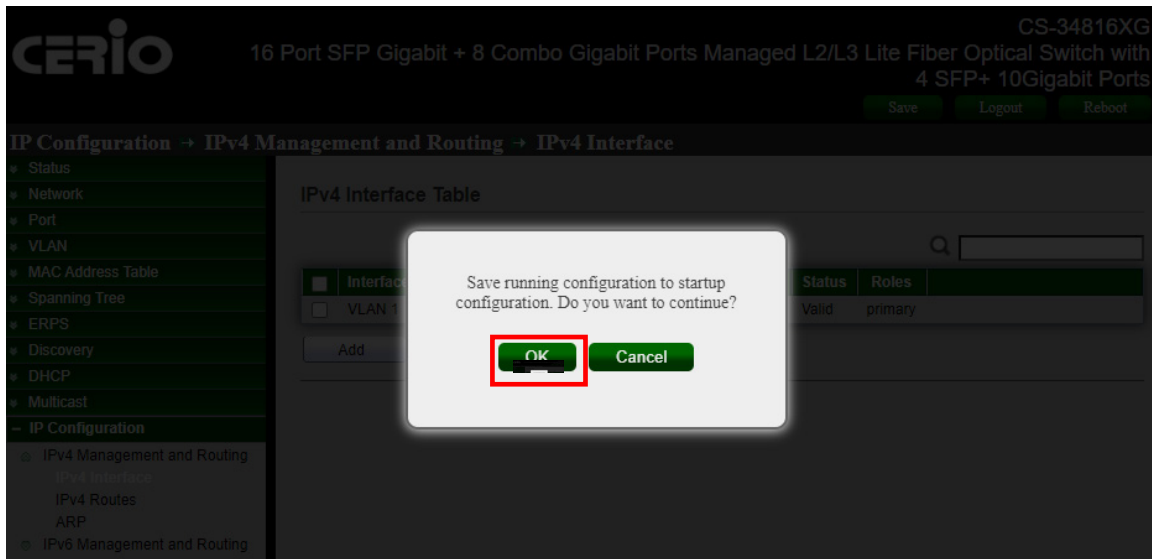 CERIO
CS-34816XG
16 Port SFP Gigabit + 8 Combo Gigabit Ports Managed L2/L3 Lite Fiber Optical Switch with
4 SFP+ 10Gigabit Ports
Save Logout Reboot
IP Configuration → IPv4 Management and Routing → IPv4 Interface
Status
Network
Port
VLAN
MAC Address Table
Spanning Tree
ERPS
Discovery
DHCP
Multicast
IP Configuration
IPv4 Management and Routing
IPv4 Interface
IPv4 Routes
ARP
IPv6 Management and Routing
IPv4 Interface Table
Status Roles
VLAN 1 Valid primary
Add
Save running configuration to startup
configuration. Do you want to continue?
OK Cancel